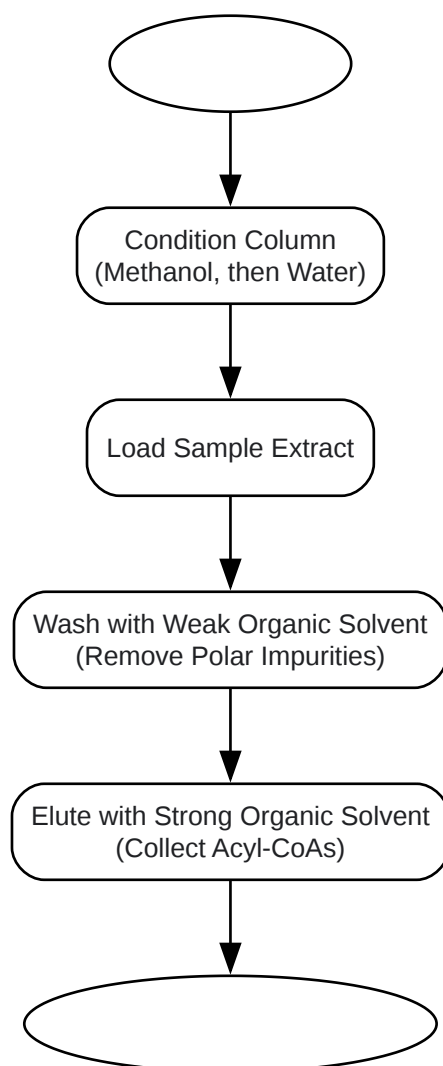 Condition Column
(Methanol, then Water)
Load Sample Extract
Wash with Weak Organic Solvent
(Remove Polar Impurities)
Elute with Strong Organic Solvent
(Collect Acyl-CoAs)